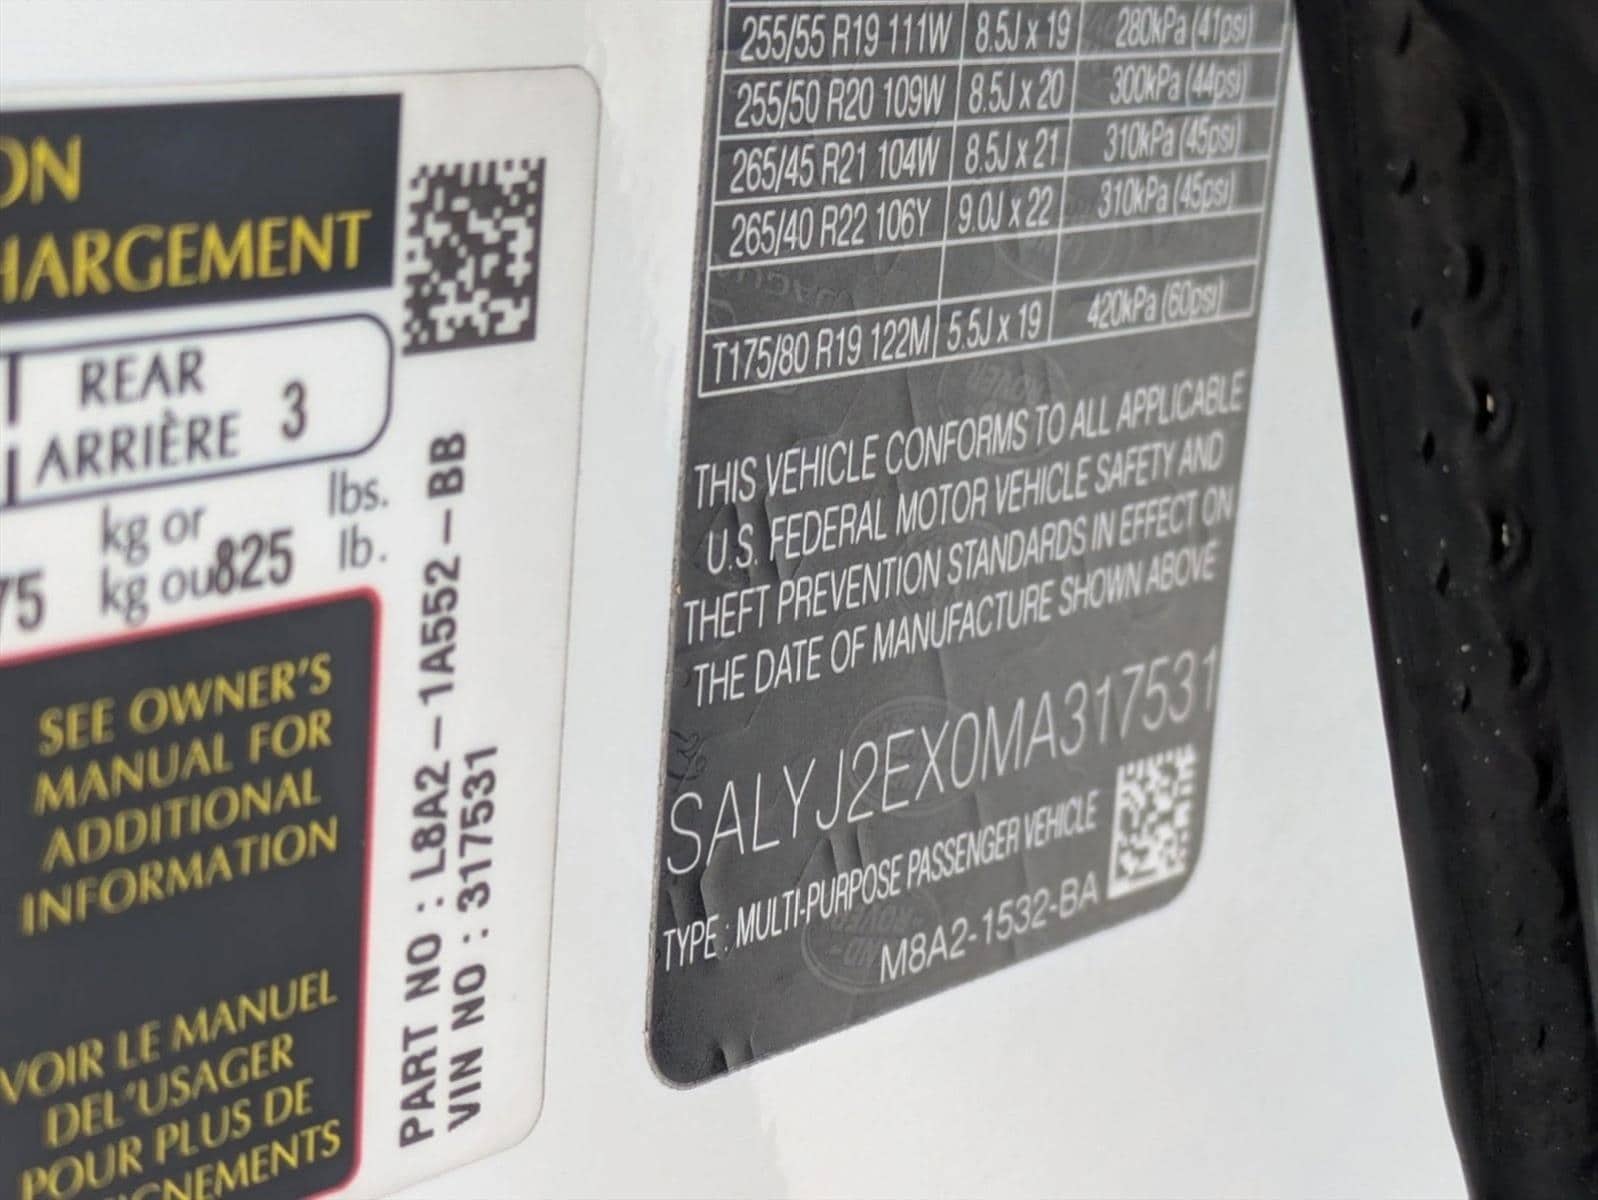 ON
HARGEMENT
REAR
ARRIÈRE 3
kg or lbs.
75 kg ou 825 lb.
SEE OWNER'S
MANUAL FOR
ADDITIONAL
INFORMATION
VOIR LE MANUEL
DEL'USAGER
POUR PLUS DE
GNEMENTS
PART NO : L8A2-1A552-BB
VIN NO : 317531
255/55 R19 111W 8.5J x 19 280kPa (41psi)
255/50 R20 109W 8.5J x 20 300kPa (44psi)
265/45 R21 104W 8.5J x 21 310kPa (45psi)
265/40 R22 106Y 9.0J x 22 310kPa (45psi)
T175/80 R19 122M 5.5J x 19 420kPa (60psi)
THIS VEHICLE CONFORMS TO ALL APPLICABLE
U.S. FEDERAL MOTOR VEHICLE SAFETY AND
THEFT PREVENTION STANDARDS IN EFFECT ON
THE DATE OF MANUFACTURE SHOWN ABOVE
SALYJ2EX0MA317531
TYPE : MULTI-PURPOSE PASSENGER VEHICLE
M8A2-1532-BA